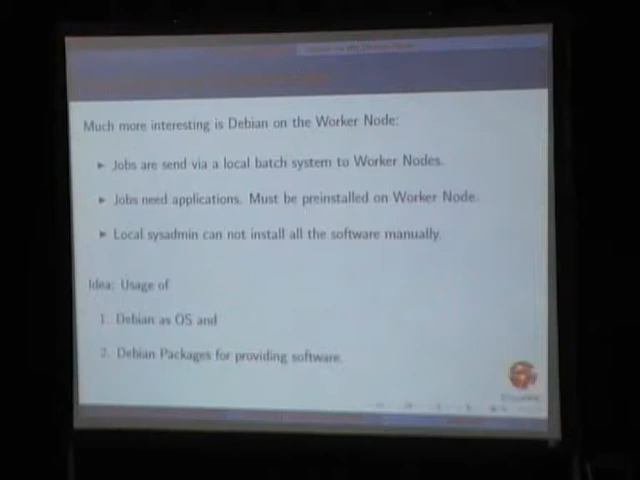 Much more interesting is Debian on the Worker Node:
► Jobs are send via a local batch system to Worker Nodes.
► Jobs need applications. Must be preinstalled on Worker Node.
► Local sysadmin can not install all the software manually.
Idea: Usage of
1. Debian as OS and
2. Debian Packages for providing software.